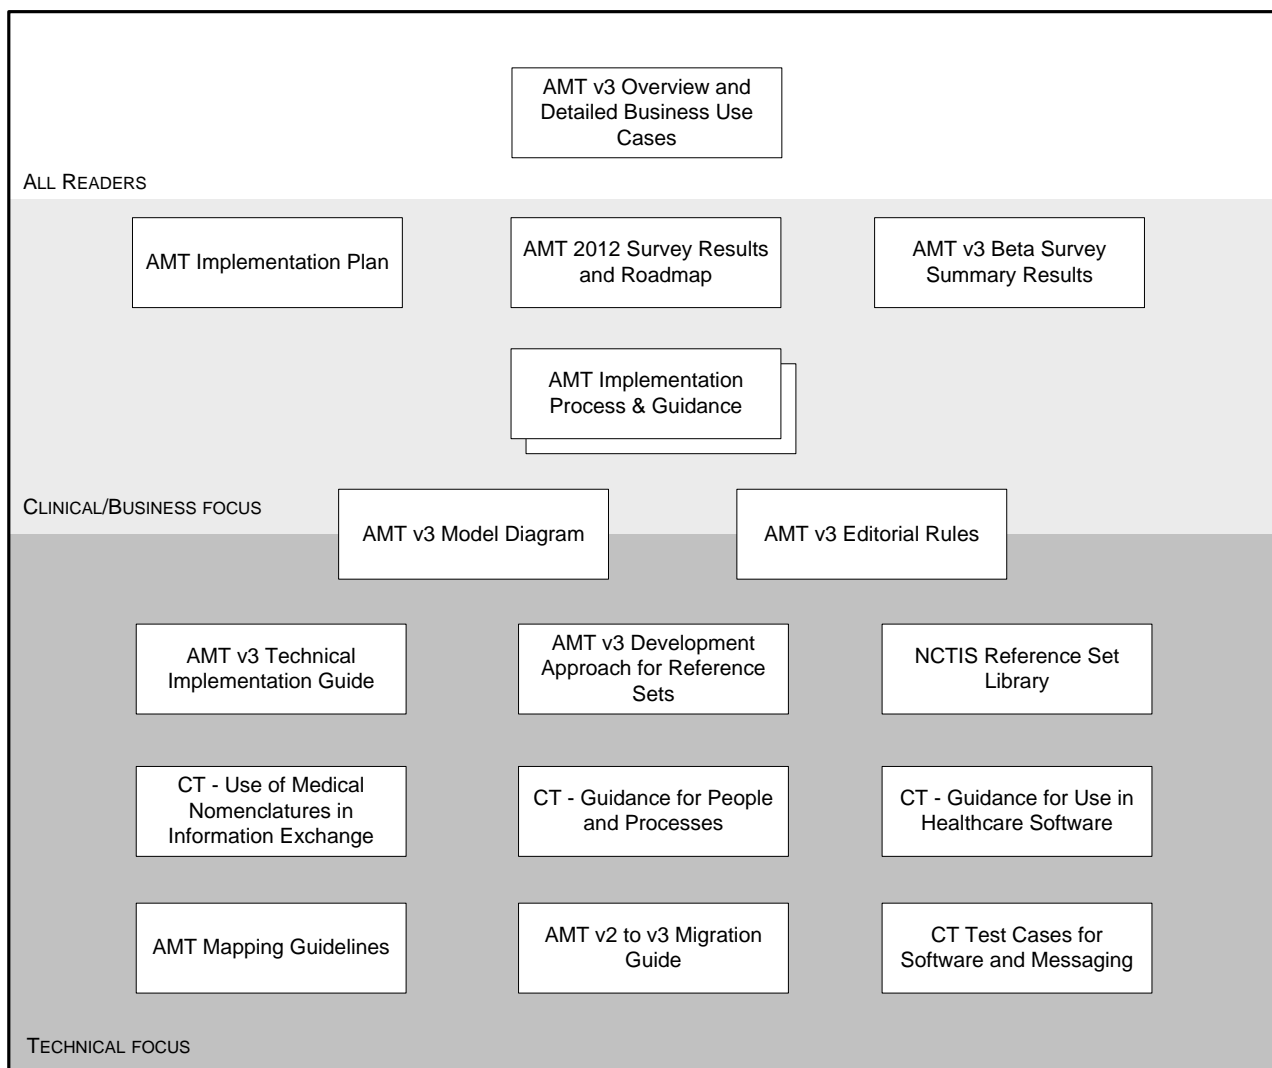 AMT v3 Overview and
Detailed Business Use
Cases
ALL READERS
AMT Implementation Plan
AMT 2012 Survey Results
and Roadmap
AMT v3 Beta Survey
Summary Results
AMT Implementation
Process & Guidance
CLINICAL/BUSINESS FOCUS
AMT v3 Model Diagram
AMT v3 Editorial Rules
AMT v3 Technical
Implementation Guide
AMT v3 Development
Approach for Reference
Sets
NCTIS Reference Set
Library
CT - Use of Medical
Nomenclatures in
Information Exchange
CT - Guidance for People
and Processes
CT - Guidance for Use in
Healthcare Software
AMT Mapping Guidelines
AMT v2 to v3 Migration
Guide
CT Test Cases for
Software and Messaging
TECHNICAL FOCUS